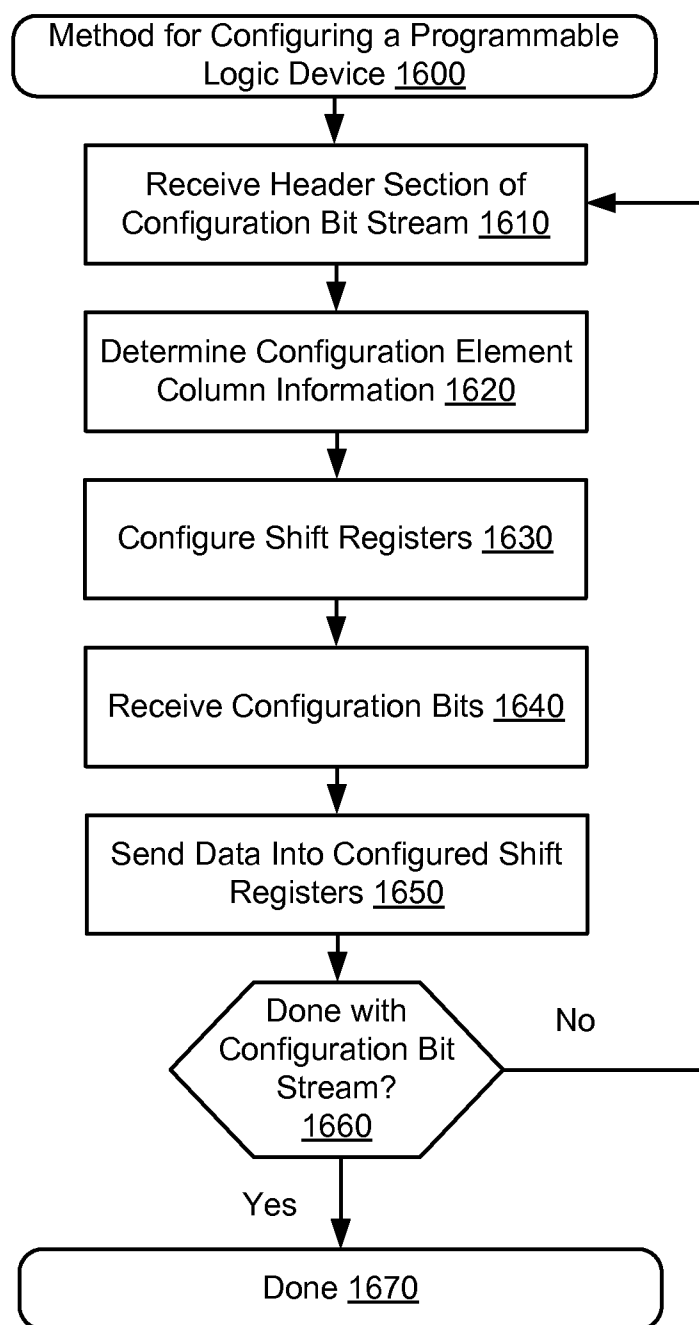 Method for Configuring a Programmable
Logic Device 1600
Receive Header Section of
Configuration Bit Stream 1610
Determine Configuration Element
Column Information 1620
Configure Shift Registers 1630
Receive Configuration Bits 1640
Send Data Into Configured Shift
Registers 1650
Done with
Configuration Bit
Stream?
1660
No
Yes
Done 1670